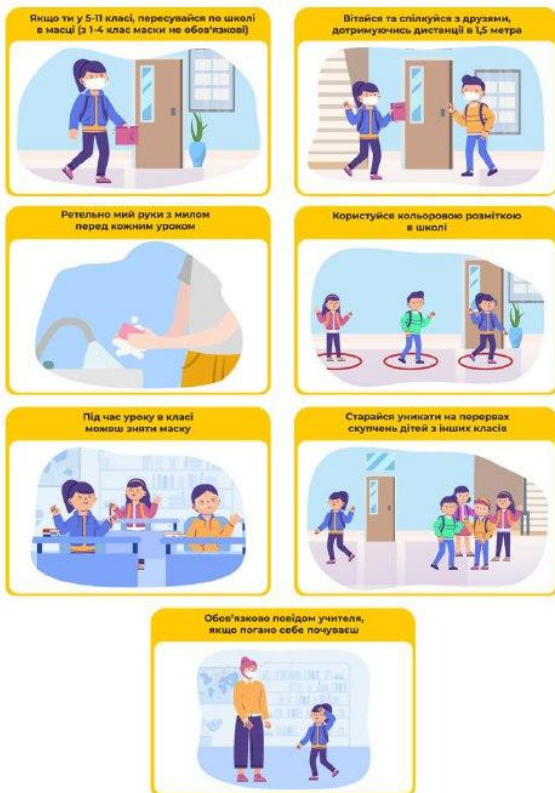 Якщо ти у 5-11 класі, пересувайся по школі
в масці (з 1-4 клас маски не обов'язкові)
Вітайся та спілкуйся з друзями,
дотримуючись дистанції в 1,5 метра
Ретельно мий руки з милом
перед кожним уроком
Користуйся кольоровою розміткою
в школі
Під час уроку в класі
можеш зняти маску
Старайся уникати на перервах
скупчень дітей з інших класів
Обов'язково повідом учителя,
якщо погано себе почуваєш